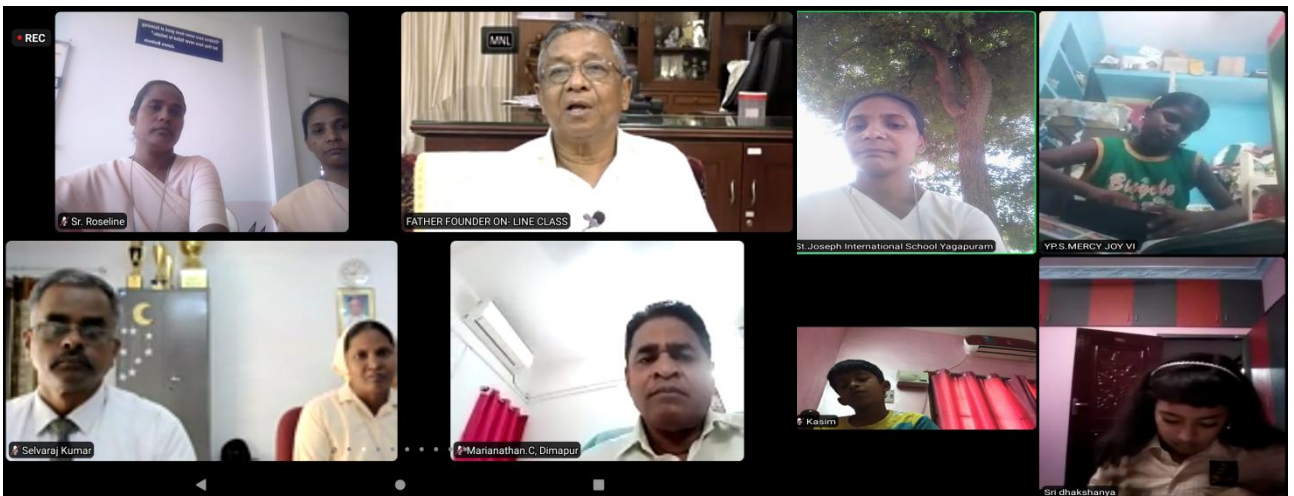 REC
Sr. Roseline
MNL
FATHER FOUNDER ON- LINE CLASS
St.Joseph International School Yagapuram
YP.S.MERCY JOY VI
Selvaraj Kumar
Marianathan.C, Dimapur
Kasim
Sri dhakshanya